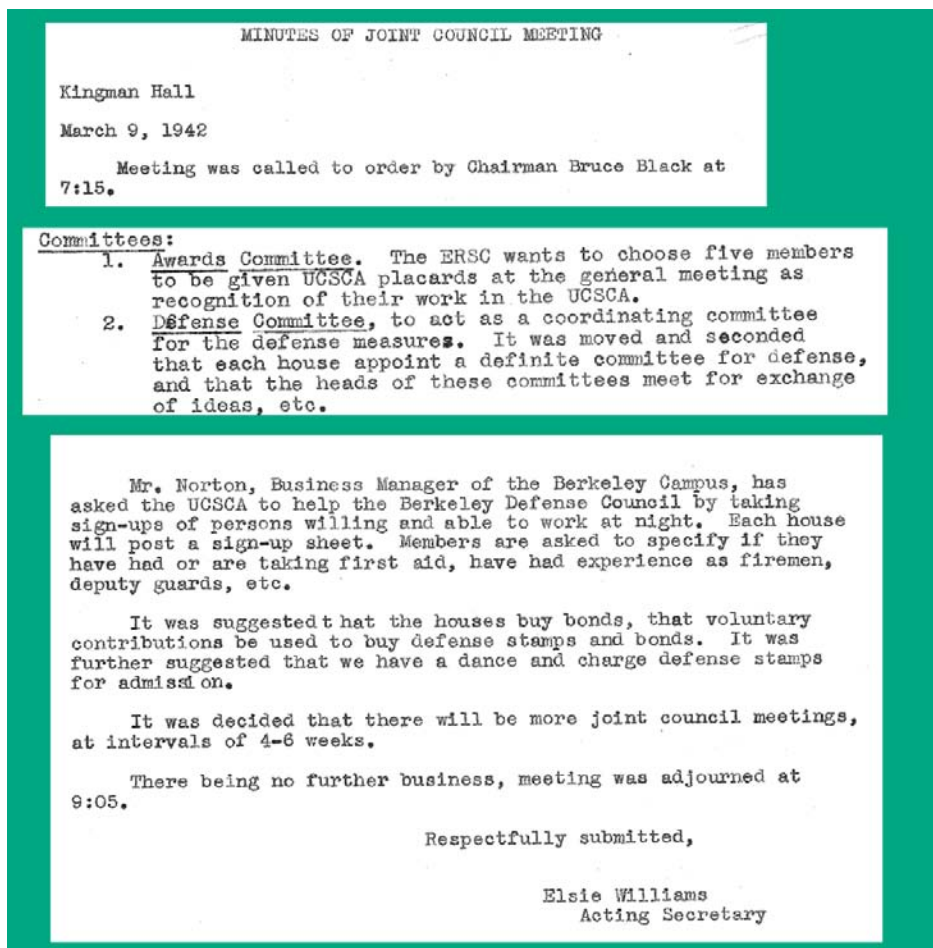 MINUTES OF JOINT COUNCIL MEETING
Kingman Hall
March 9, 1942
Meeting was called to order by Chairman Bruce Black at
7:15.
Committees:
1. Awards Committee. The ERSC wants to choose five members
to be given UCSCA placards at the general meeting as
recognition of their work in the UCSCA.
2. Defense Committee, to act as a coordinating committee
for the defense measures. It was moved and seconded
that each house appoint a definite committee for defense,
and that the heads of these committees meet for exchange
of ideas, etc.
Mr. Norton, Business Manager of the Berkeley Campus, has
asked the UCSCA to help the Berkeley Defense Council by taking
sign-ups of persons willing and able to work at night. Each house
will post a sign-up sheet. Members are asked to specify if they
have had or are taking first aid, have had experience as firemen,
deputy guards, etc.
It was suggestedt hat the houses buy bonds, that voluntary
contributions be used to buy defense stamps and bonds. It was
further suggested that we have a dance and charge defense stamps
for admission.
It was decided that there will be more joint council meetings,
at intervals of 4-6 weeks.
There being no further business, meeting was adjourned at
9:05.
Respectfully submitted,
Elsie Williams
Acting Secretary